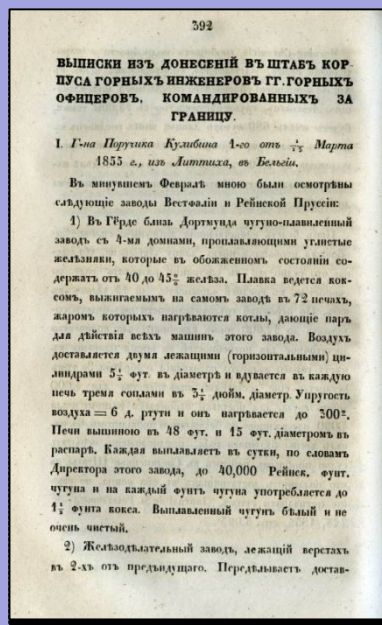 392
ВЫПИСКИ ИЗЪ ДОНЕСЕНІЙ ВЪ ШТАБЪ КОР-
ПУСА ГОРНЫХЪ ИНЖЕНЕРОВЪ ГГ. ГОРНЫХЪ
ОФИЦЕРОВЪ, КОМАНДИРОВАННЫХЪ ЗА
ГРАНИЦУ.
I. Г-на Поручика Кулибина 1-го отъ Марта
1855 г., изъ Литтиха, въ Бельгіи.
Въ минувшемъ Февралѣ мною были осмотрѣны
слѣдующіе заводы Вестфаліи и Рейнской Пруссіи:
1) Въ Гёрде близь Дортмунда чугуно-плавиленный
заводъ съ 4-мя домнами, проплавляющими углистые
желѣзняки, которые въ обожженномъ состояніи со-
держатъ отъ 40 до 45% желѣза. Плавка ведется кок-
сомъ, выжигаемымъ на самомъ заводѣ въ 72 печахъ,
жаромъ которыхъ нагрѣваются котлы, дающіе паръ
для дѣйствія всѣхъ машинъ этого завода. Воздухъ
доставляется двумя лежащими (горизонтальными) ци-
линдрами 5½ фут. въ діаметрѣ и вдувается въ каждую
печь тремя соплами въ 3½ дюйм. діаметр. Упругость
воздуха = 6 д. ртути и онъ нагрѣвается до 300°.
Печи вышиною въ 48 фут. и 15 фут. діаметромъ въ
распарѣ. Каждая выплавляетъ въ сутки, по словамъ
Директора этого завода, до 40,000 Рейнск. фунт.
чугуна и на каждый фунтъ чугуна употребляется до
1½ фунта кокса. Выплавленный чугунъ бѣлый и не
очень чистый.
2) Желѣзодѣлательный заводъ, лежащій верстахъ
въ 2-хъ отъ предъидущаго. Передѣлываетъ достав-